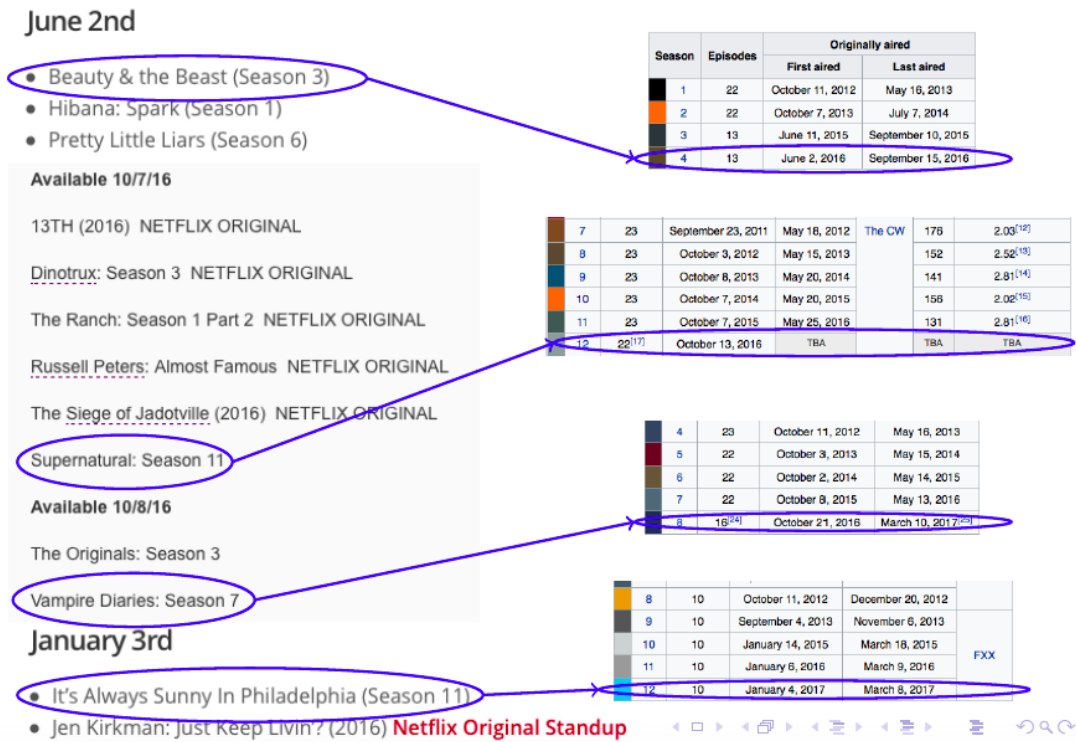 June 2nd
• Beauty & the Beast (Season 3)
• Hibana: Spark (Season 1)
• Pretty Little Liars (Season 6)
Available 10/7/16
13TH (2016) NETFLIX ORIGINAL
Dinotrux: Season 3 NETFLIX ORIGINAL
The Ranch: Season 1 Part 2 NETFLIX ORIGINAL
Russell Peters: Almost Famous NETFLIX ORIGINAL
The Siege of Jadotville (2016) NETFLIX ORIGINAL
Supernatural: Season 11
Available 10/8/16
The Originals: Season 3
Vampire Diaries: Season 7
January 3rd
• It's Always Sunny In Philadelphia (Season 11)
• Jen Kirkman: Just Keep Livin'? (2016) Netflix Original Standup
Season Episodes Originally aired
First aired Last aired
1 22 October 11, 2012 May 16, 2013
2 22 October 7, 2013 July 7, 2014
3 13 June 11, 2015 September 10, 2015
4 13 June 2, 2016 September 15, 2016
7 23 September 23, 2011 May 18, 2012 The CW 176 2.03[12]
8 23 October 3, 2012 May 15, 2013 152 2.52[13]
9 23 October 8, 2013 May 20, 2014 141 2.81[14]
10 23 October 7, 2014 May 20, 2015 156 2.02[15]
11 23 October 7, 2015 May 25, 2016 131 2.81[16]
12 22[17] October 13, 2016 TBA TBA TBA
4 23 October 11, 2012 May 16, 2013
5 22 October 3, 2013 May 15, 2014
6 22 October 2, 2014 May 14, 2015
7 22 October 8, 2015 May 13, 2016
8 16[24] October 21, 2016 March 10, 2017[25]
8 10 October 11, 2012 December 20, 2012
9 10 September 4, 2013 November 6, 2013
10 10 January 14, 2015 March 18, 2015
FXX
11 10 January 6, 2016 March 9, 2016
12 10 January 4, 2017 March 8, 2017